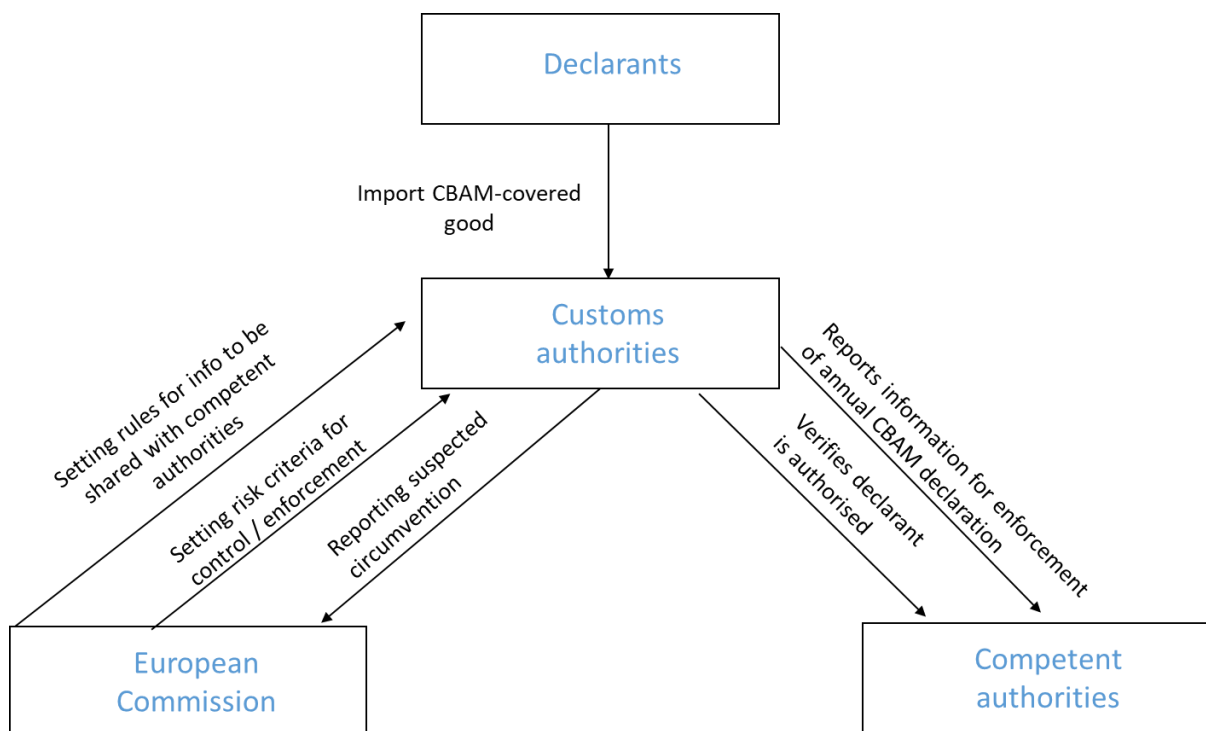 Declarants
Import CBAM-covered
good
Customs
authorities
Setting rules for info to be
shared with competent
authorities
Setting risk criteria for
control / enforcement
Reporting suspected
circumvention
Verifies declarant
is authorised
Reports information for enforcement
of annual CBAM declaration
European
Commission
Competent
authorities